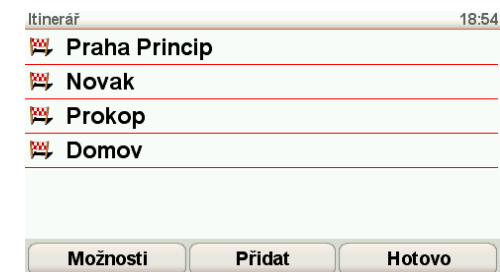 Itinerář 18:54
Praha Princip
Novak
Prokop
Domov
Možnosti Přidat Hotovo